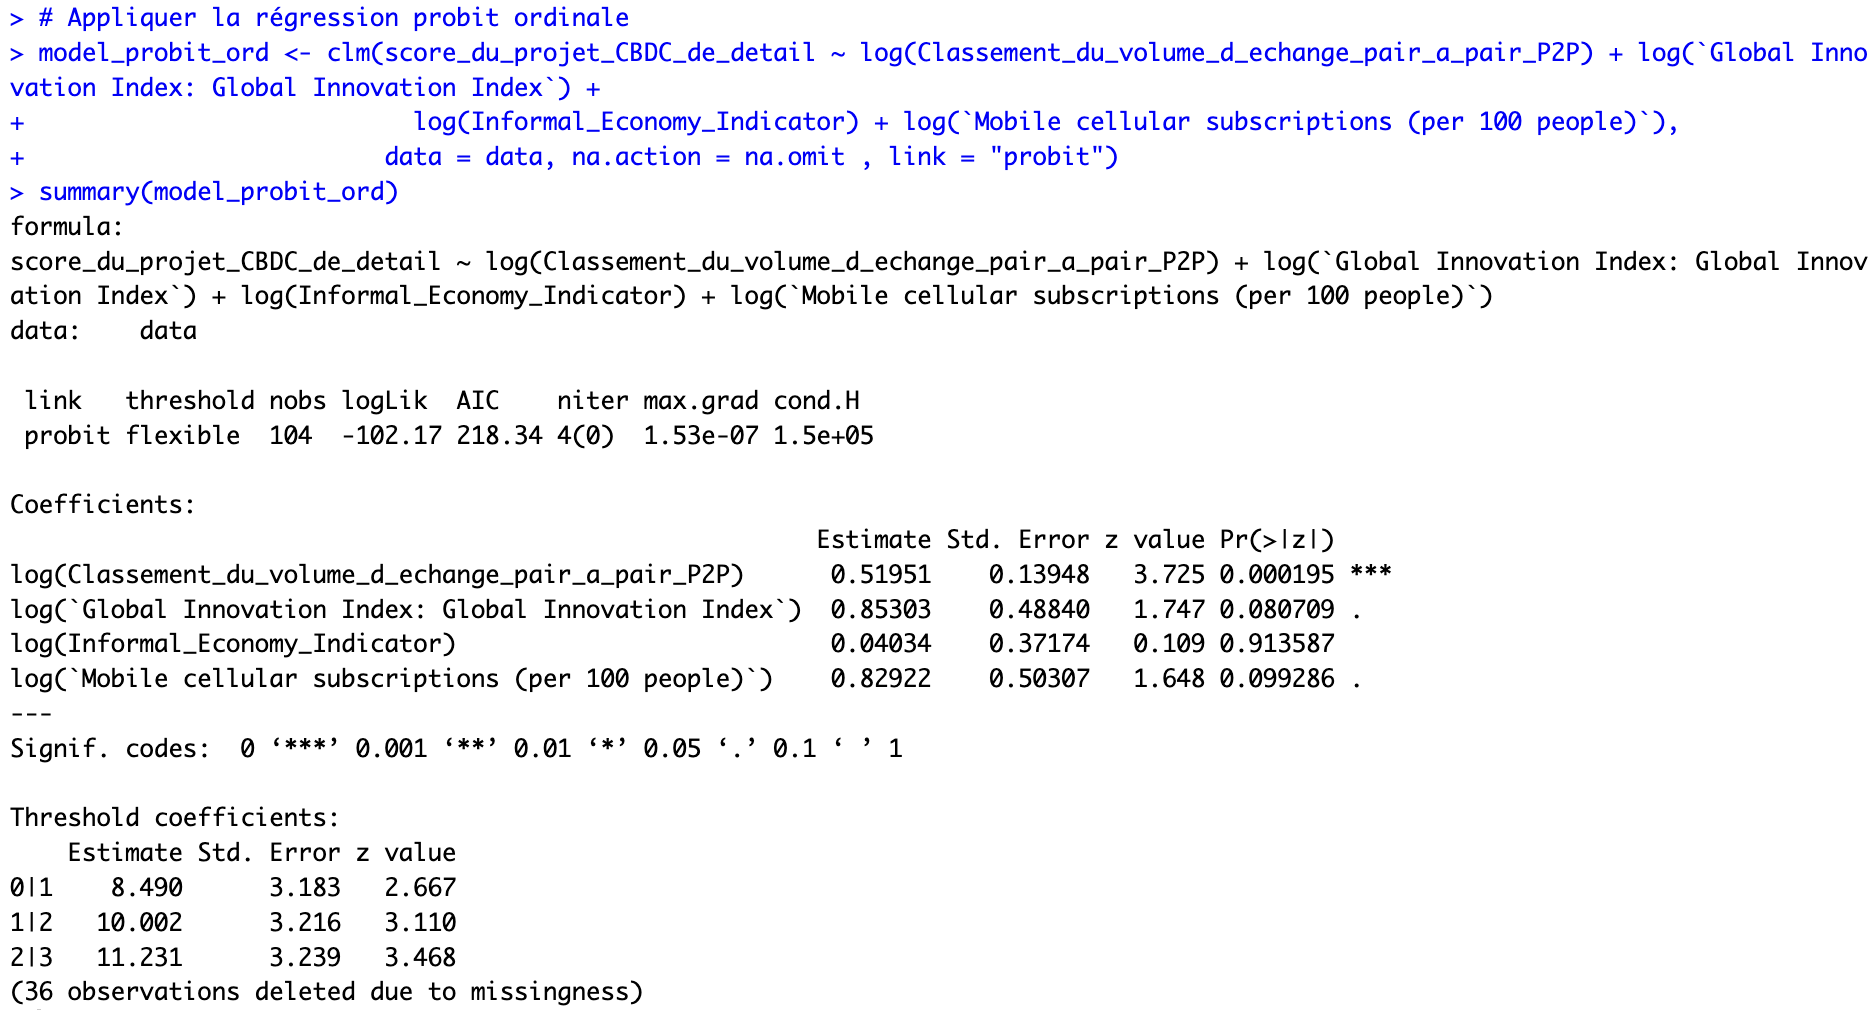 > # Appliquer la régression probit ordinale
> model_probit_ord <- clm(score_du_projet_CBDC_de_detail ~ log(Classement_du_volume_d_echange_pair_a_pair_P2P) + log(`Global Inno
vation Index: Global Innovation Index`) +
+                           log(Informal_Economy_Indicator) + log(`Mobile cellular subscriptions (per 100 people)`),
+                         data = data, na.action = na.omit , link = "probit")
> summary(model_probit_ord)
formula:
score_du_projet_CBDC_de_detail ~ log(Classement_du_volume_d_echange_pair_a_pair_P2P) + log(`Global Innovation Index: Global Innov
ation Index`) + log(Informal_Economy_Indicator) + log(`Mobile cellular subscriptions (per 100 people)`)
data:    data
link   threshold nobs logLik  AIC    niter max.grad cond.H
probit flexible  104  -102.17 218.34 4(0)  1.53e-07 1.5e+05
Coefficients:
Estimate Std. Error z value Pr(>|z|)
log(Classement_du_volume_d_echange_pair_a_pair_P2P)      0.51951    0.13948   3.725 0.000195 ***
log(`Global Innovation Index: Global Innovation Index`)  0.85303    0.48840   1.747 0.080709 .
log(Informal_Economy_Indicator)                          0.04034    0.37174   0.109 0.913587
log(`Mobile cellular subscriptions (per 100 people)`)    0.82922    0.50307   1.648 0.099286 .
---
Signif. codes:  0 ‘***’ 0.001 ‘**’ 0.01 ‘*’ 0.05 ‘.’ 0.1 ‘ ’ 1
Threshold coefficients:
Estimate Std. Error z value
0|1    8.490      3.183   2.667
1|2   10.002      3.216   3.110
2|3   11.231      3.239   3.468
(36 observations deleted due to missingness)